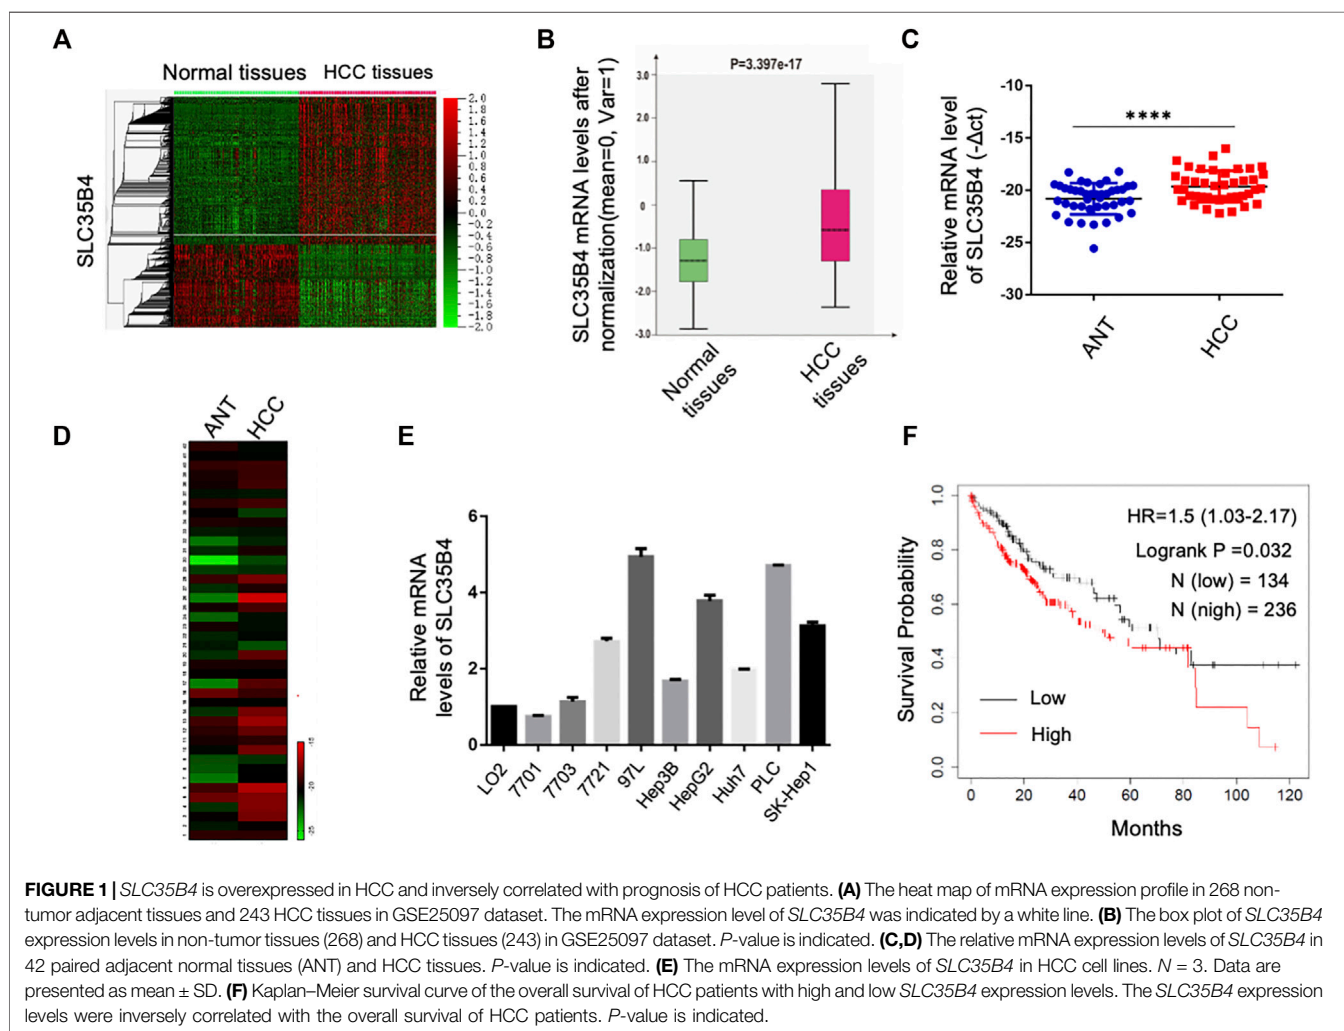 A
Normal tissues HCC tissues
SLC35B4
2.0
1.8
1.6
1.4
1.2
1.0
0.8
0.6
0.4
0.2
0.0
-0.2
-0.4
-0.6
-0.8
-1.0
-1.2
-1.4
-1.6
-1.8
-2.0
B
SLC35B4 mRNA levels after
normalization(mean=0, Var=1)
P=3.397e-17
3.0
2.0
1.0
0
-1.0
-2.0
-3.0
Normal
tissues
HCC
tissues
C
Relative mRNA level
of SLC35B4 (-Δct)
-10
-15
-20
-25
-30
****
ANT
HCC
D
ANT
HCC
-15
-20
-25
E
Relative mRNA
levels of SLC35B4
6
4
2
0
LO2
7701
7703
7721
97L
Hep3B
HepG2
Huh7
PLC
SK-Hep1
F
Survival Probability
1.0
0.8
0.6
0.4
0.2
0.0
HR=1.5 (1.03-2.17)
Logrank P =0.032
N (low) = 134
N (nigh) = 236
Low
High
0 20 40 60 80 100 120
Months
FIGURE 1 | SLC35B4 is overexpressed in HCC and inversely correlated with prognosis of HCC patients. (A) The heat map of mRNA expression profile in 268 non-
tumor adjacent tissues and 243 HCC tissues in GSE25097 dataset. The mRNA expression level of SLC35B4 was indicated by a white line. (B) The box plot of SLC35B4
expression levels in non-tumor tissues (268) and HCC tissues (243) in GSE25097 dataset. P-value is indicated. (C,D) The relative mRNA expression levels of SLC35B4 in
42 paired adjacent normal tissues (ANT) and HCC tissues. P-value is indicated. (E) The mRNA expression levels of SLC35B4 in HCC cell lines. N = 3. Data are
presented as mean ± SD. (F) Kaplan–Meier survival curve of the overall survival of HCC patients with high and low SLC35B4 expression levels. The SLC35B4 expression
levels were inversely correlated with the overall survival of HCC patients. P-value is indicated.